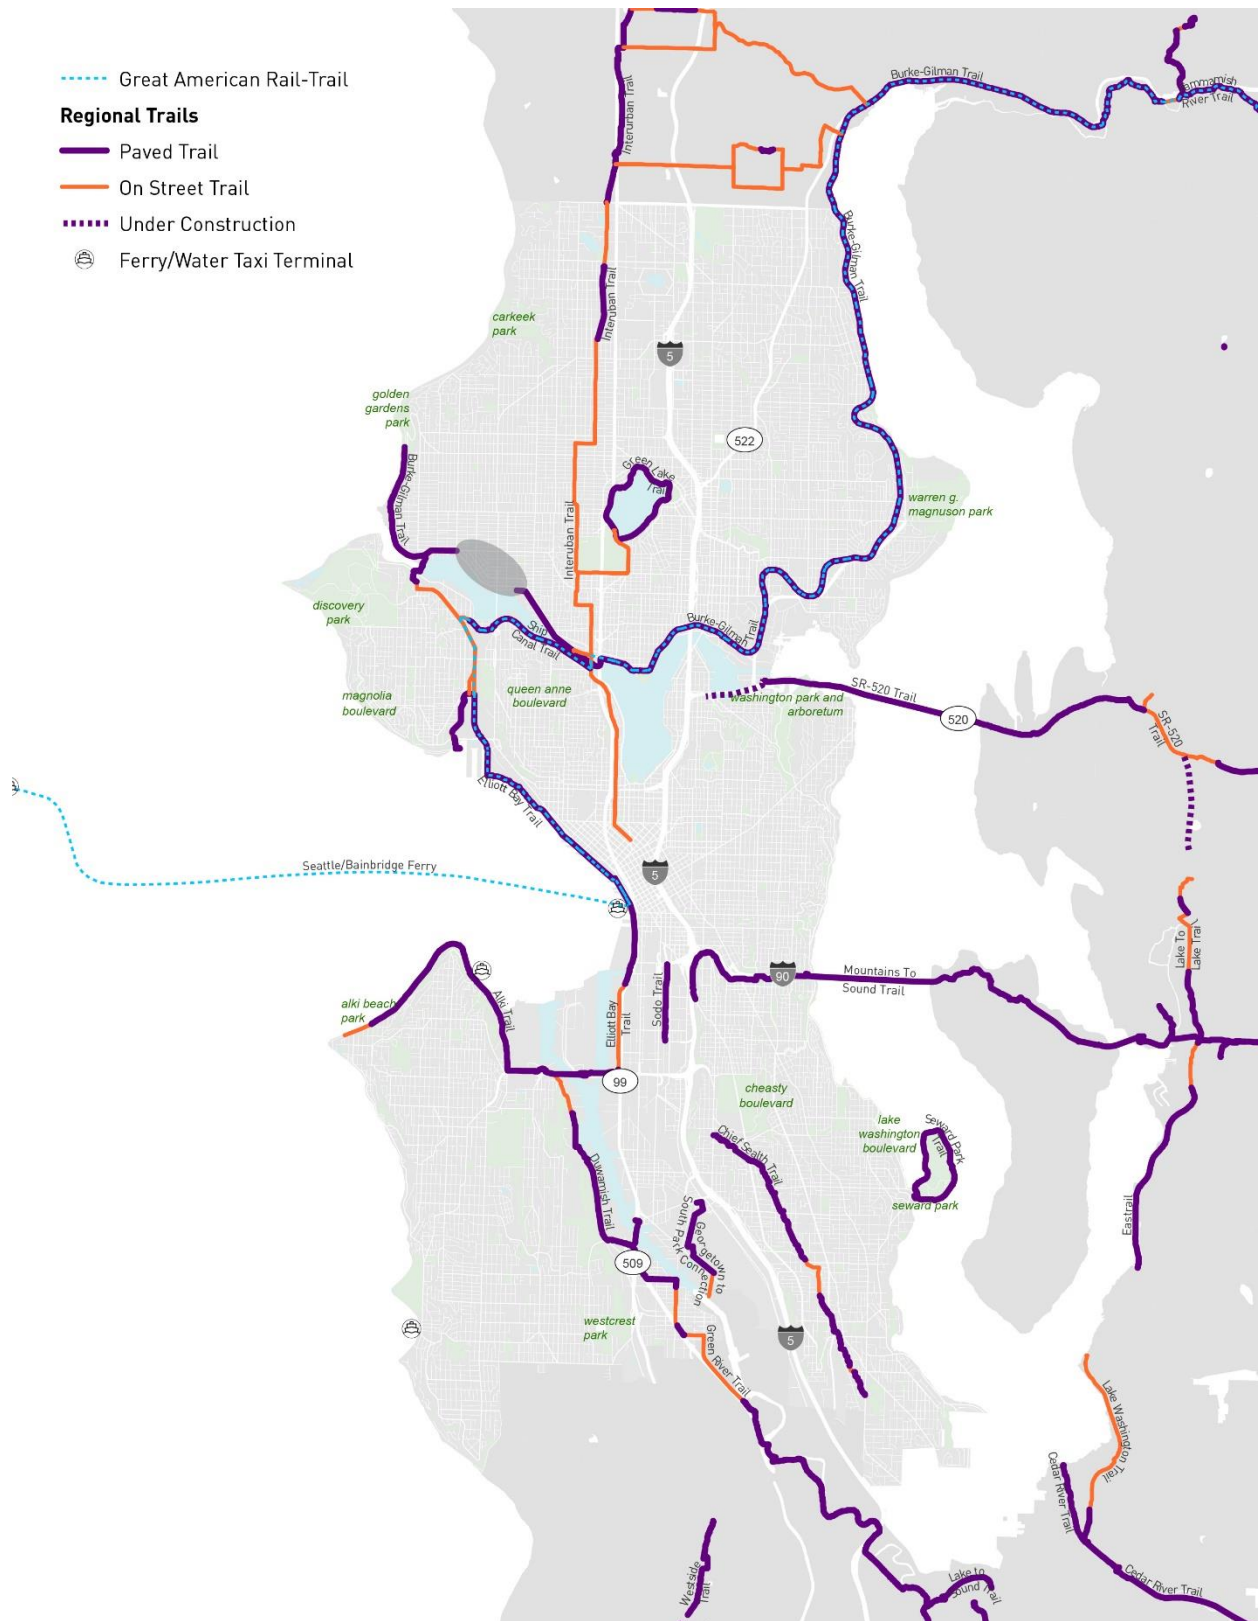 Great American Rail-Trail
Regional Trails
Paved Trail
On Street Trail
Under Construction
Ferry/Water Taxi Terminal
Burke-Gilman Trail
ammamish
River Trail
Interurban Trail
Burke-Gilman Trail
Interuban Trail
carkeek
park
5
golden
gardens
park
522
Green Lake
Trail
Burke-Gilman Trail
warren g.
magnuson park
Interuban Trail
discovery
park
Ship
Canal Trail
Burke-Gilman
Trail
magnolia
boulevard
queen anne
boulevard
washington park and
arboretum
SR-520 Trail
520
SR-520
Trail
Elliott Bay Trail
Seattle/Bainbridge Ferry
5
Lake To
Lake Trail
90
Mountains To
Sound Trail
alki beach
park
Alki Trail
Elliott Bay
Trail
Sodo Trail
99
cheasty
boulevard
lake
washington
boulevard
Seward Park
Trail
seward park
Chief Sealth Trail
Duwamish Trail
Georgetown to
South Park Connection
Eastrail
509
westcrest
park
Green River Trail
5
Lake Washington Trail
Cedar River Trail
Cedar River Trail
Westside
Trail
Lake to
Sound Trail